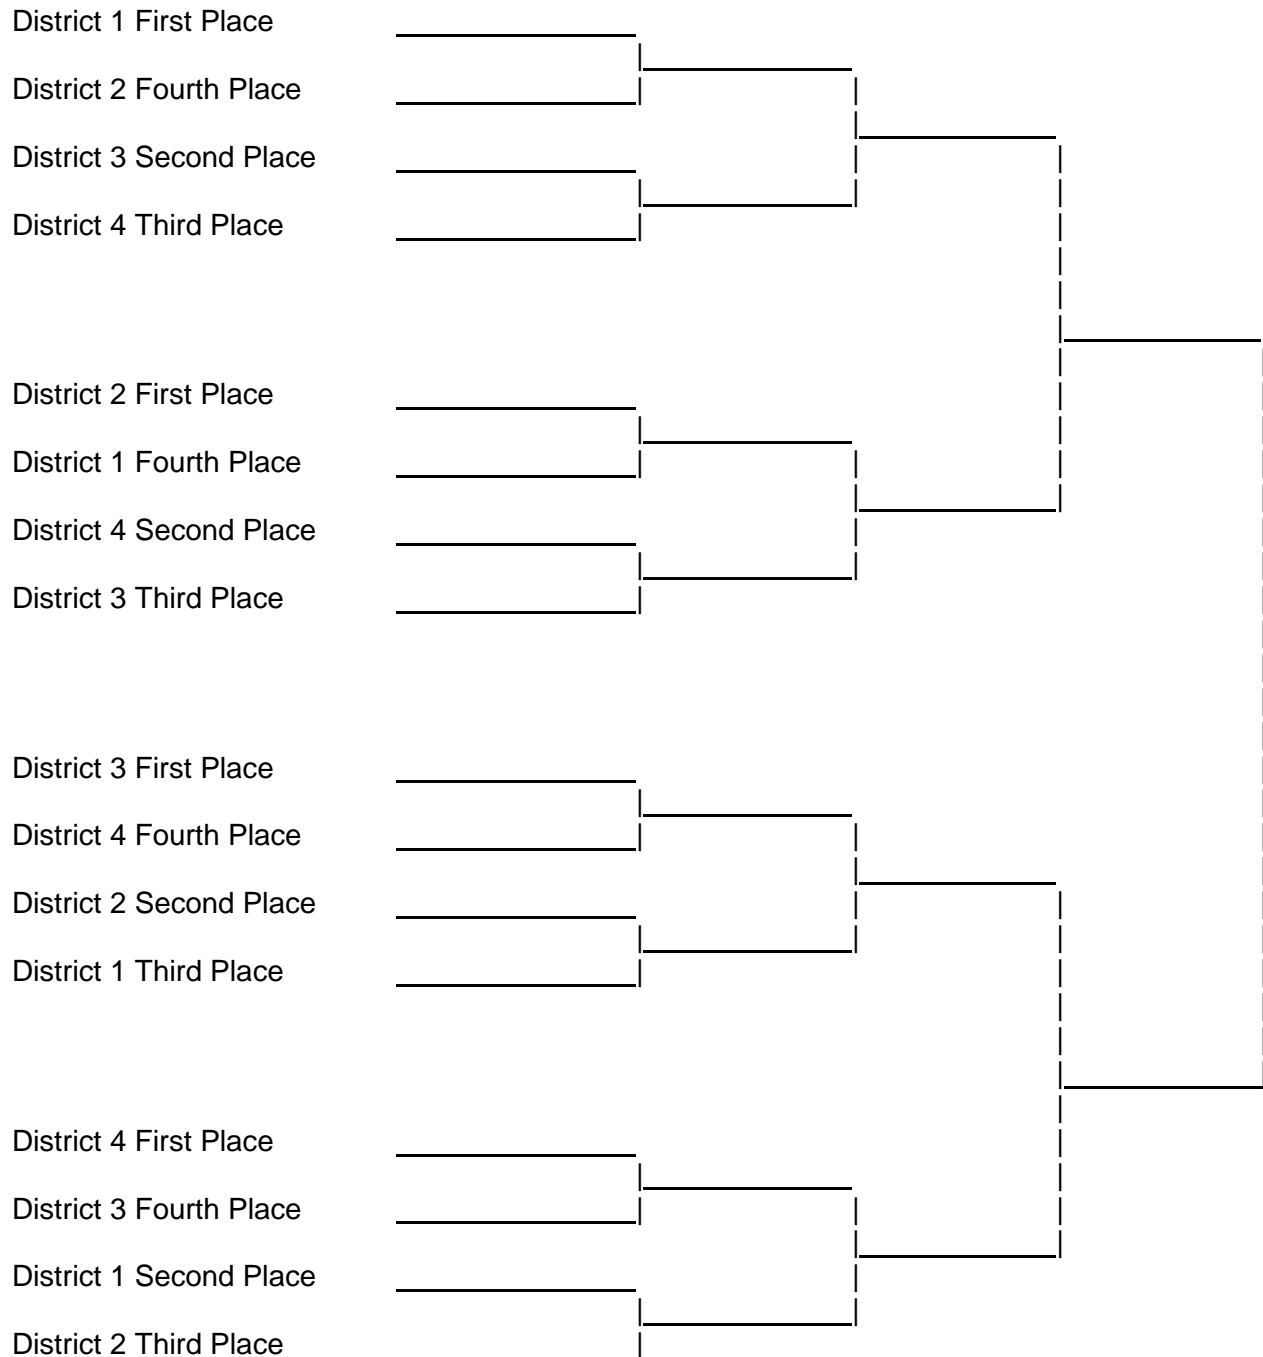 District 1 First Place
District 2 Fourth Place
District 3 Second Place
District 4 Third Place
District 2 First Place
District 1 Fourth Place
District 4 Second Place
District 3 Third Place
District 3 First Place
District 4 Fourth Place
District 2 Second Place
District 1 Third Place
District 4 First Place
District 3 Fourth Place
District 1 Second Place
District 2 Third Place